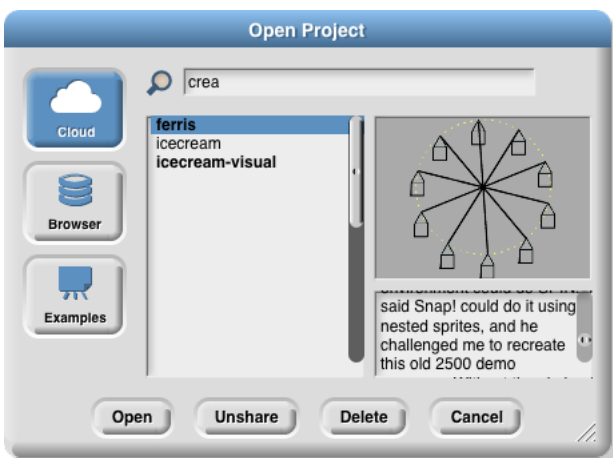 Open Project
crea
Cloud
Browser
Examples
ferris
icecream
icecream-visual
said Snap! could do it using
nested sprites, and he
challenged me to recreate
this old 2500 demo
Open
Unshare
Delete
Cancel